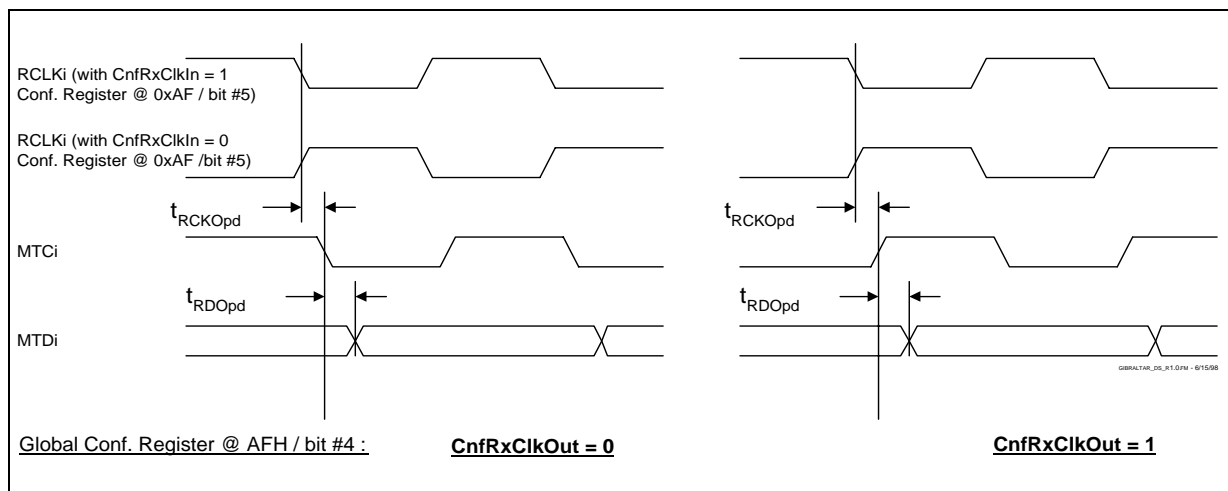 RCLKi (with CnfRxClkIn = 1
Conf. Register @ 0xAF / bit #5)
RCLKi (with CnfRxClkIn = 0
Conf. Register @ 0xAF /bit #5)
tRCKOpd
tRCKOpd
MTCi
tRDOpd
tRDOpd
MTDi
GIBRALTAR_DS_R1.0.FM - 6/15/98
Global Conf. Register @ AFH / bit #4 :
CnfRxClkOut = 0
CnfRxClkOut = 1